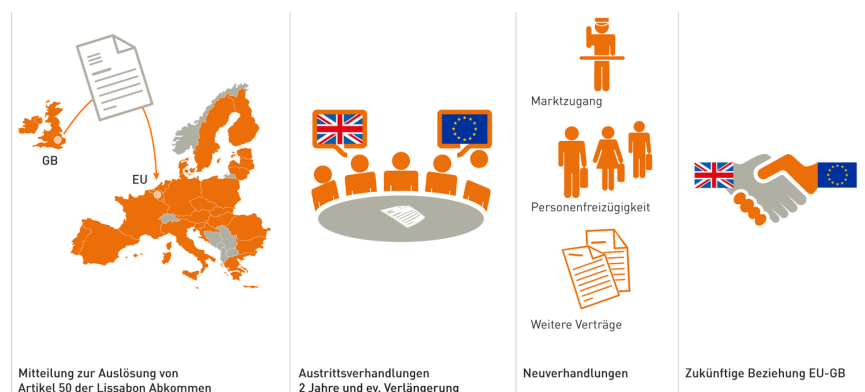 GB
EU
Mitteilung zur Auslösung von
Artikel 50 der Lissabon Abkommen
Austrittsverhandlungen
2 Jahre und ev. Verlängerung
Marktzugang
Personenfreizügigkeit
Weitere Verträge
Neuverhandlungen
Zukünftige Beziehung EU-GB